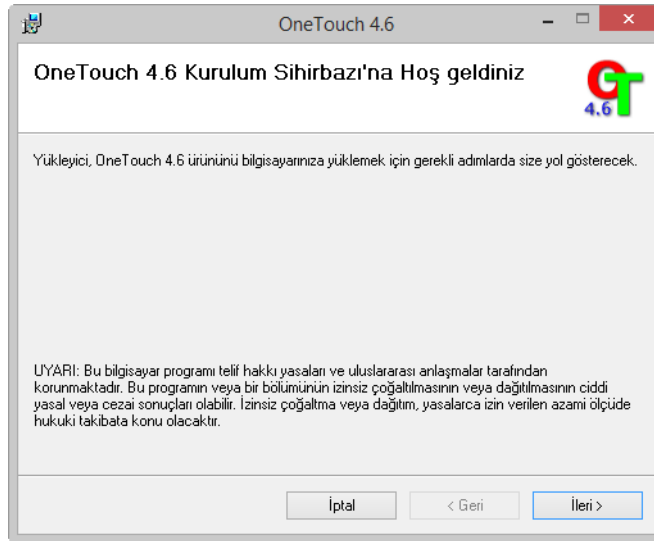 OneTouch 4.6
OneTouch 4.6 Kurulum Sihirbazı'na Hoş geldiniz
OT
4.6
Yükleyici, OneTouch 4.6 ürününü bilgisayarınıza yüklemek için gerekli adımlarda size yol gösterecek.
UYARI: Bu bilgisayar programı telif hakkı yasaları ve uluslararası anlaşmalar tarafından
korunmaktadır. Bu programın veya bir bölümünün izinsiz çoğaltılmasının veya dağıtılmasının ciddi
yasal veya cezai sonuçları olabilir. İzinsiz çoğaltma veya dağıtım, yasalarca izin verilen azami ölçüde
hukuki takibata konu olacaktır.
İptal
< Geri
İleri >